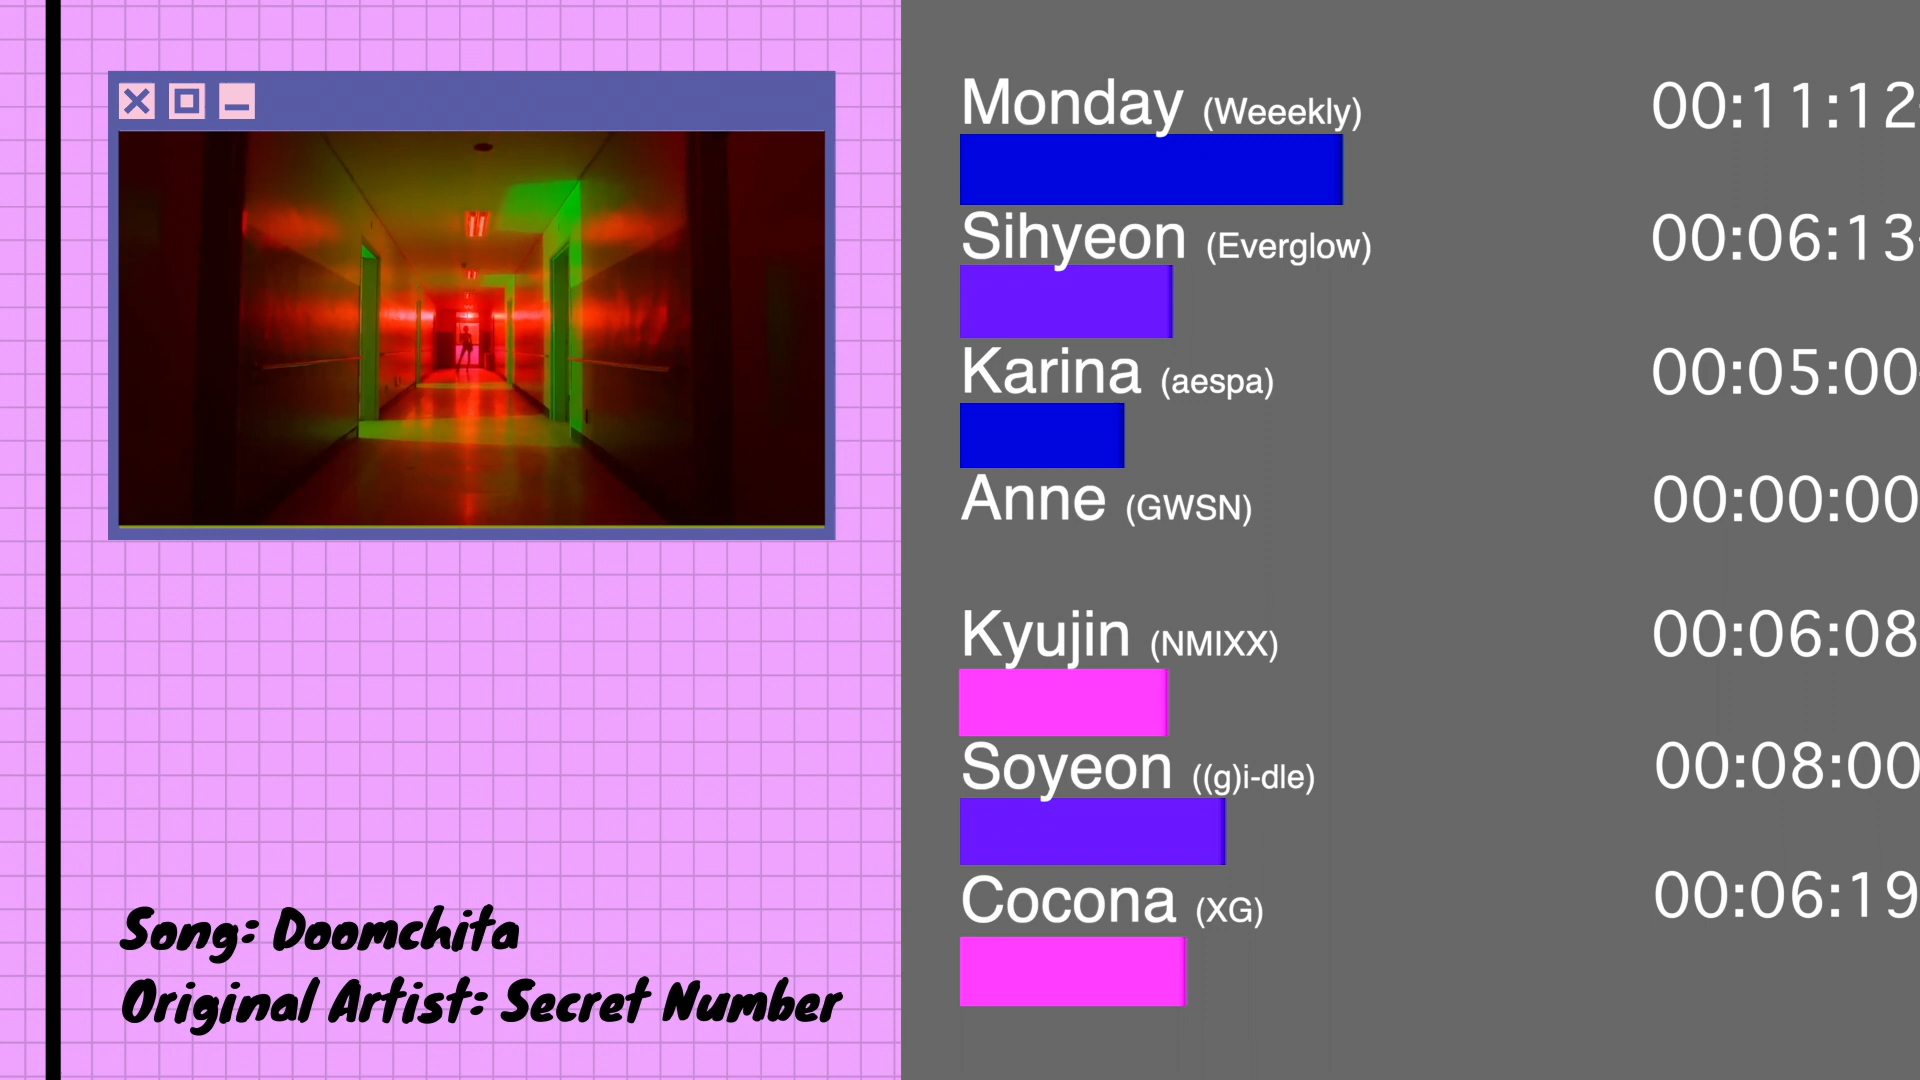 Monday (Weeekly) 00:11:12
Sihyeon (Everglow) 00:06:13
Karina (aespa) 00:05:00
Anne (GWSN) 00:00:00
Kyujin (NMIXX) 00:06:08
Soyeon ((g)i-dle) 00:08:00
Cocona (XG) 00:06:19
Song: Doomchita
Original Artist: Secret Number